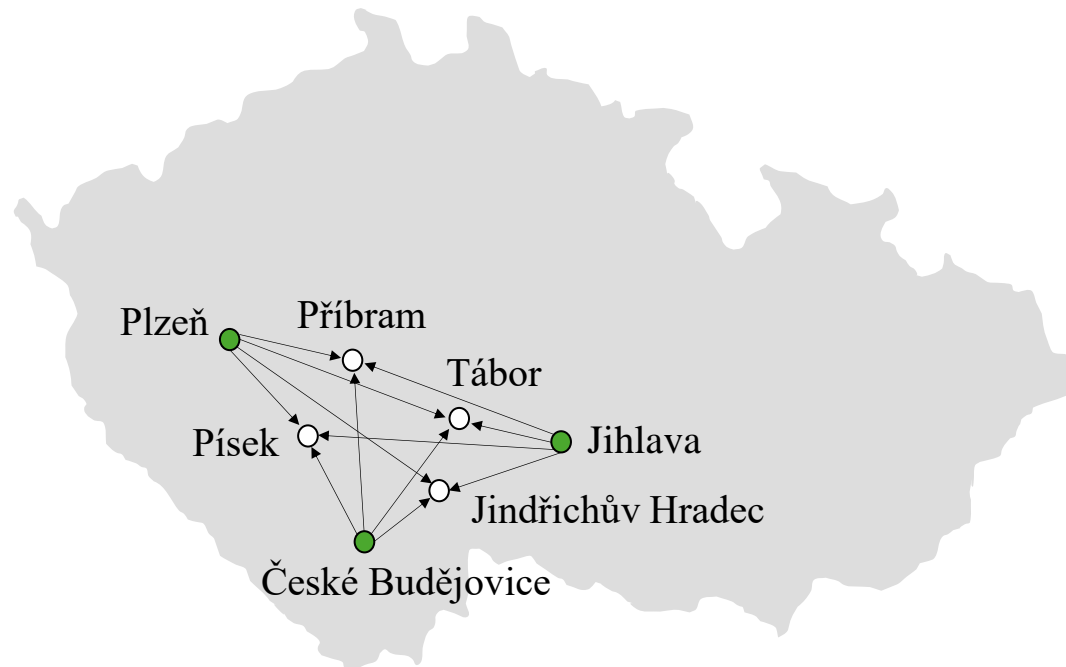 Plzeň
Příbram
Tábor
Písek
Jihlava
Jindřichův Hradec
České Budějovice